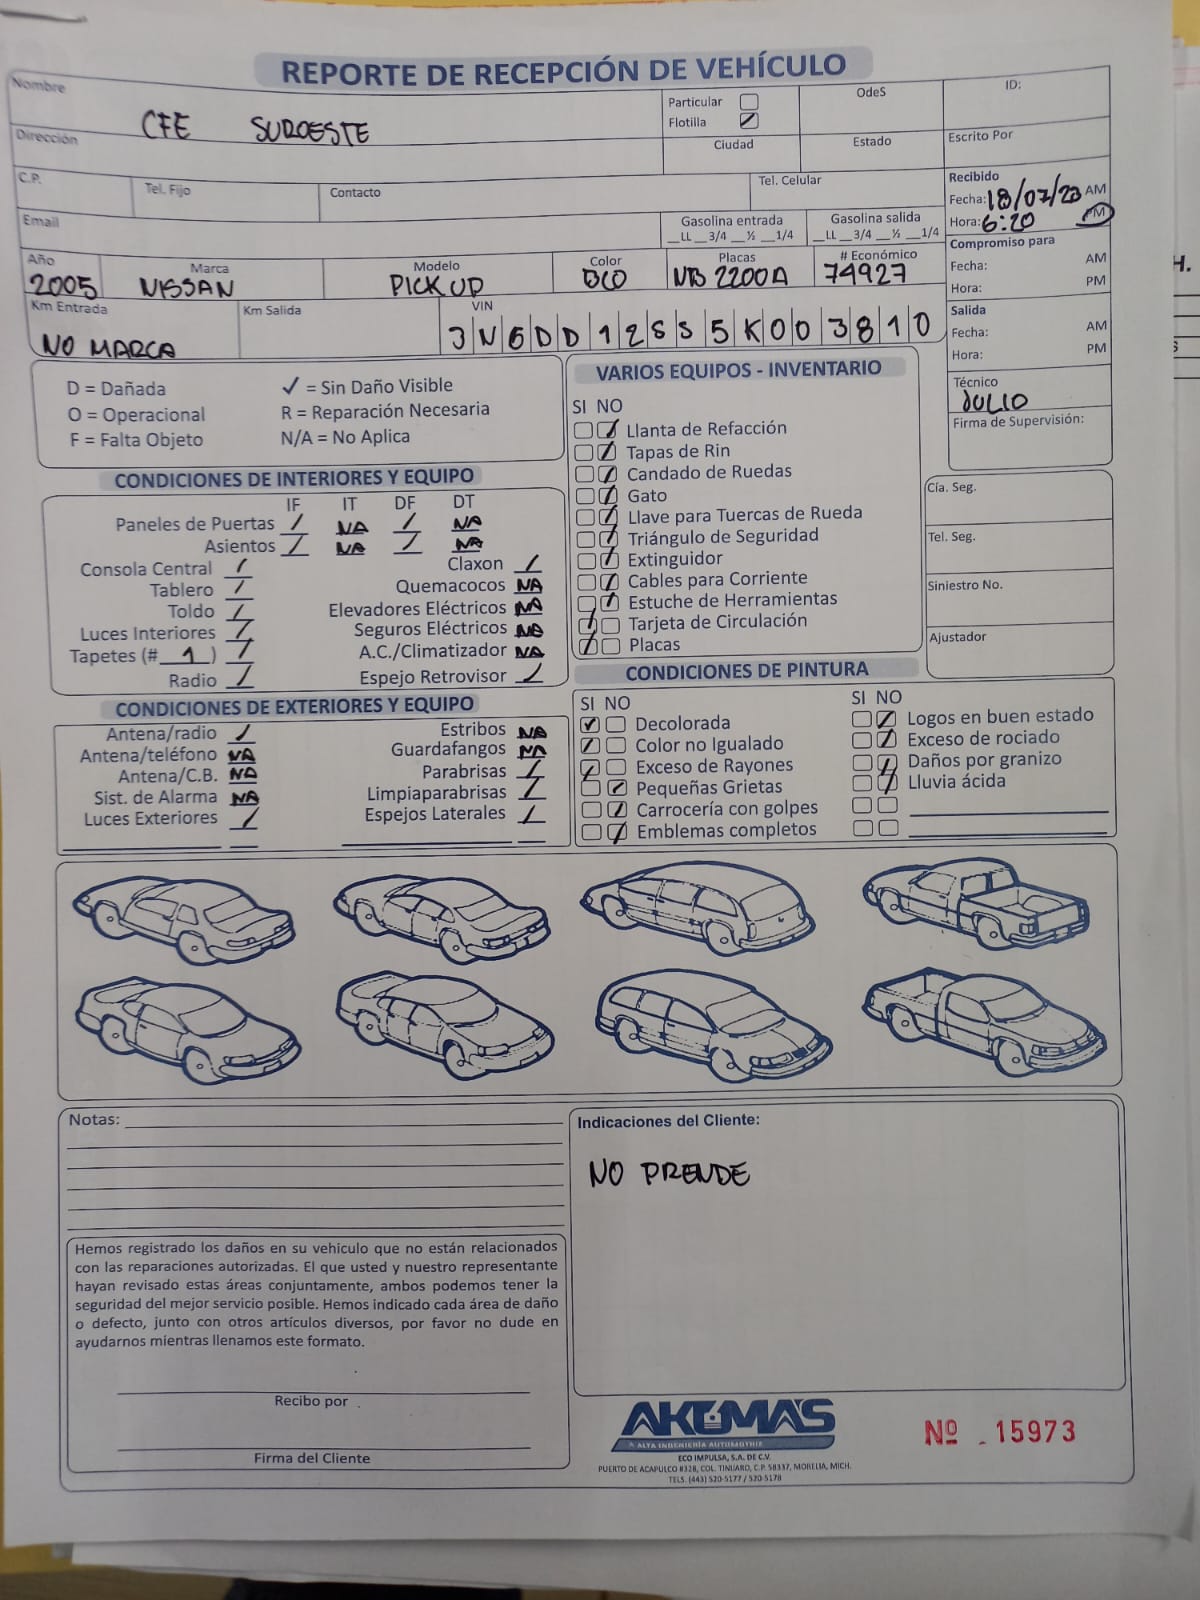 REPORTE DE RECEPCIÓN DE VEHÍCULO
Nombre CFE SUROESTE
Particular
Flotilla ✓
OdeS
ID:
Dirección
Ciudad
Estado
Escrito Por
C.P.
Tel. Fijo
Contacto
Tel. Celular
Recibido
Fecha: 18/07/23 AM
Hora: 6:20 PM
Email
Gasolina entrada
__LL __3/4 __½ __1/4
Gasolina salida
__LL __3/4 __½ __1/4
Compromiso para
Fecha: AM
Hora: PM
Año 2005
Marca NISSAN
Modelo PICK UP
Color BCO
Placas NB 2200A
# Económico 74927
Km Entrada NO MARCA
Km Salida
VIN 3N6DD12S55K003810
Salida
Fecha: AM
Hora: PM
Técnico
JULIO
Firma de Supervisión:
D = Dañada
✓ = Sin Daño Visible
O = Operacional
R = Reparación Necesaria
F = Falta Objeto
N/A = No Aplica
CONDICIONES DE INTERIORES Y EQUIPO
IF IT DF DT
Paneles de Puertas / NA / NA
Asientos / NA / NA
Consola Central /
Claxon /
Tablero /
Quemacocos NA
Toldo /
Elevadores Eléctricos NA
Luces Interiores /
Seguros Eléctricos NA
Tapetes (# 1 ) /
A.C./Climatizador NA
Radio /
Espejo Retrovisor /
CONDICIONES DE EXTERIORES Y EQUIPO
Antena/radio /
Estribos NA
Antena/teléfono NA
Guardafangos NA
Antena/C.B. NA
Parabrisas /
Sist. de Alarma NA
Limpiaparabrisas /
Luces Exteriores /
Espejos Laterales /
VARIOS EQUIPOS - INVENTARIO
SI NO
Llanta de Refacción
Tapas de Rin
Candado de Ruedas
Gato
Llave para Tuercas de Rueda
Triángulo de Seguridad
Extinguidor
Cables para Corriente
Estuche de Herramientas
Tarjeta de Circulación
Placas
Cía. Seg.
Tel. Seg.
Siniestro No.
Ajustador
CONDICIONES DE PINTURA
SI NO
Decolorada
Color no Igualado
Exceso de Rayones
Pequeñas Grietas
Carrocería con golpes
Emblemas completos
SI NO
Logos en buen estado
Exceso de rociado
Daños por granizo
Lluvia ácida
Notas:
Indicaciones del Cliente:
NO PRENDE
Hemos registrado los daños en su vehiculo que no están relacionados
con las reparaciones autorizadas. El que usted y nuestro representante
hayan revisado estas áreas conjuntamente, ambos podemos tener la
seguridad del mejor servicio posible. Hemos indicado cada área de daño
o defecto, junto con otros artículos diversos, por favor no dude en
ayudarnos mientras llenamos este formato.
Recibo por
Firma del Cliente
AKUMA'S
ALTA INGENIERÍA AUTOMOTRIZ
ECO IMPULSA, S.A. DE C.V.
PUERTO DE ACAPULCO #328, COL. TINIJARO, C.P. 58337, MORELIA, MICH.
TELS. (443) 520-5177 / 520-5178
Nº 15973
H.
S